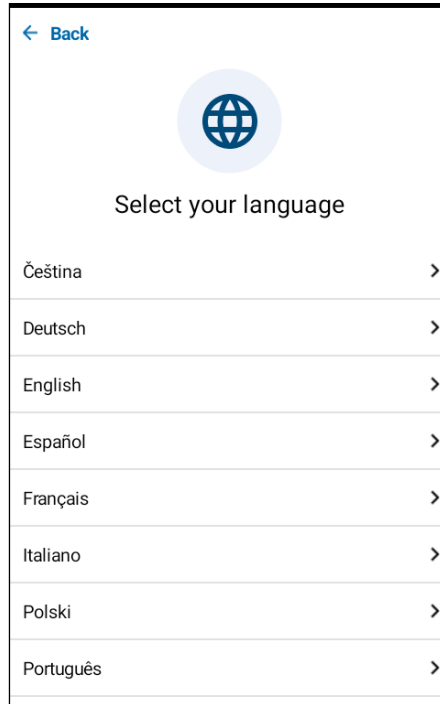 Back
Select your language
Čeština
Deutsch
English
Español
Français
Italiano
Polski
Português